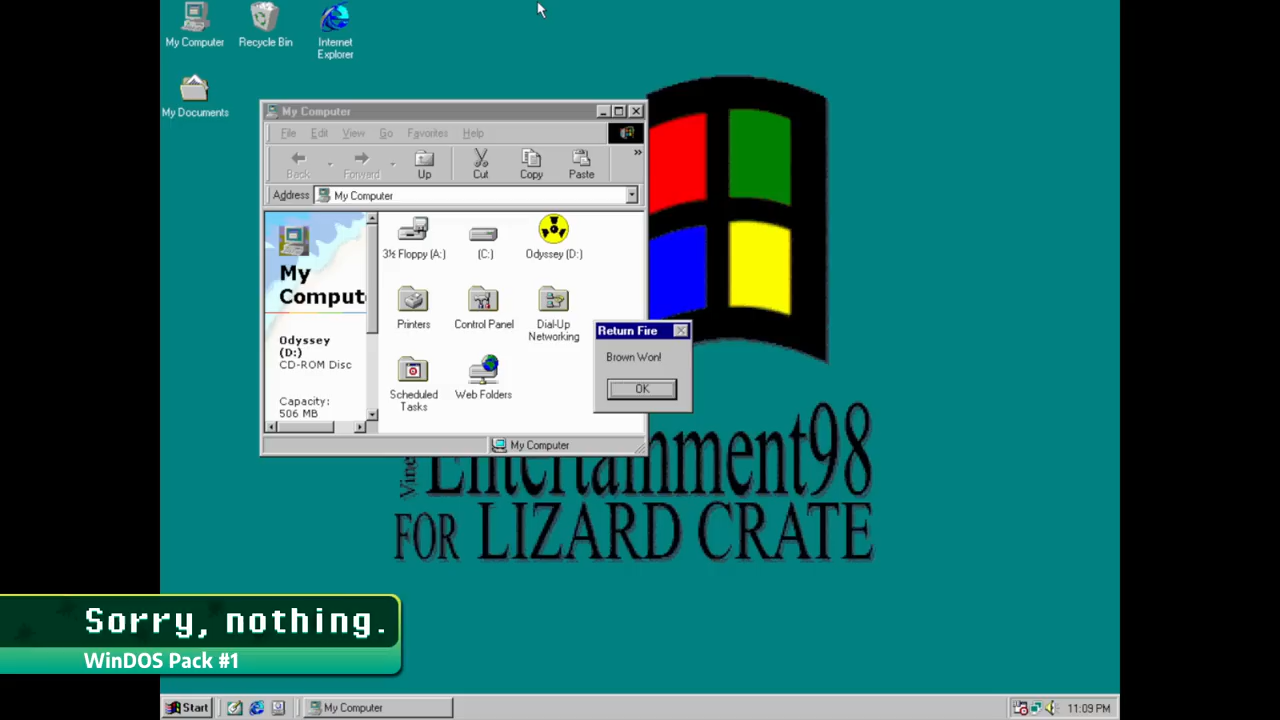 My Computer
Recycle Bin
Internet
Explorer
My Documents
My Computer
File Edit View Go Favorites Help
Back Forward Up Cut Copy Paste »
Address My Computer
My
Comput
Odyssey
(D:)
CD-ROM Disc
Capacity:
506 MB
3½ Floppy (A:)
(C:)
Odyssey (D:)
Printers
Control Panel
Dial-Up
Networking
Scheduled
Tasks
Web Folders
My Computer
Return Fire
Brown Won!
OK
Vine
Entertainment98
FOR LIZARD CRATE
Sorry, nothing.
WinDOS Pack #1
Start
My Computer
11:09 PM